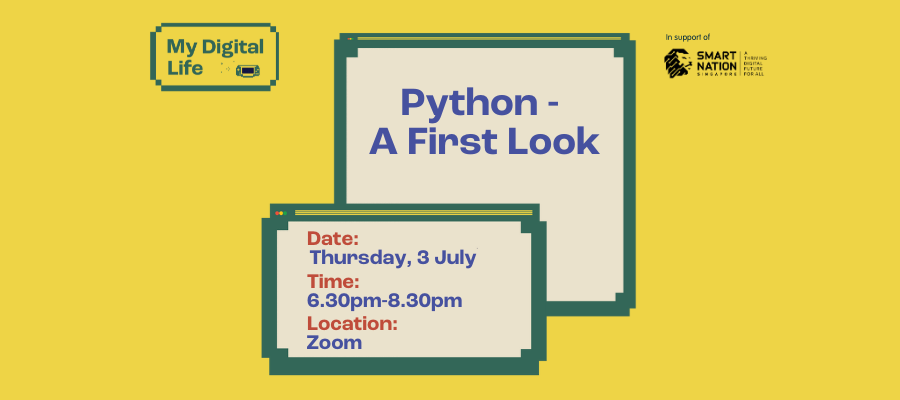 My Digital
Life
In support of
SMART
NATION
SINGAPORE
A
THRIVING
DIGITAL
FUTURE
FOR ALL
Python -
A First Look
Date:
Thursday, 3 July
Time:
6.30pm-8.30pm
Location:
Zoom